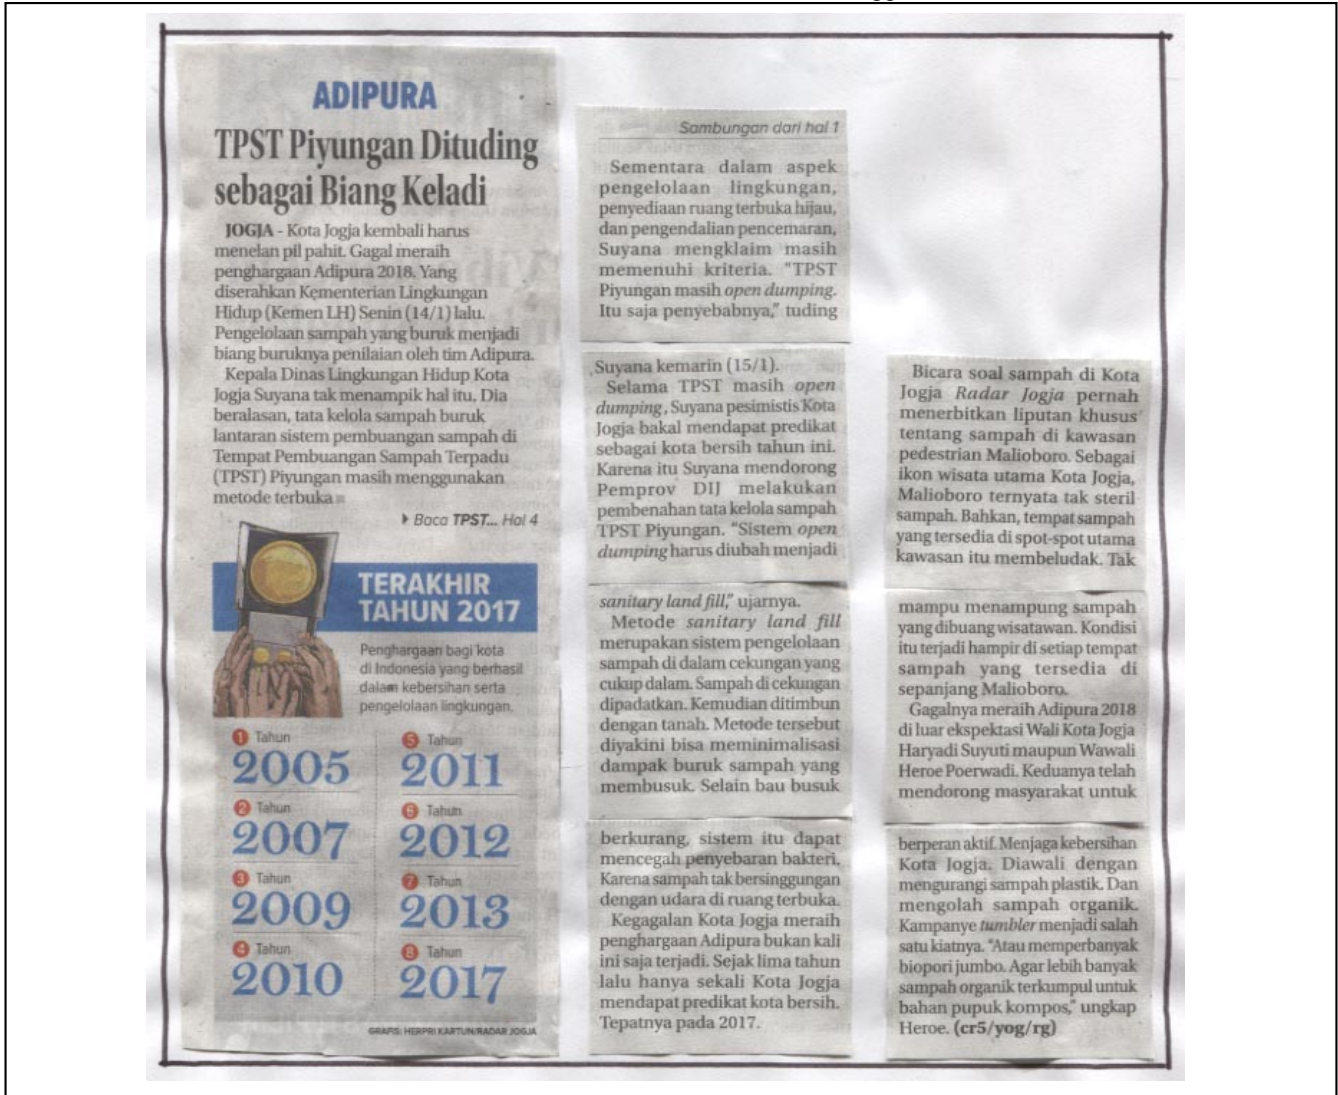 ADIPURA
TPST Piyungan Dituding
sebagai Biang Keladi
JOGJA - Kota Jogja kembali harus
menelan pil pahit. Gagal meraih
penghargaan Adipura 2018. Yang
diserahkan Kementerian Lingkungan
Hidup (Kemen LH) Senin (14/1) lalu.
Pengelolaan sampah yang buruk menjadi
biang buruknya penilaian oleh tim Adipura.
Kepala Dinas Lingkungan Hidup Kota
Jogja Suyana tak menampik hal itu. Dia
beralasan, tata kelola sampah buruk
lantaran sistem pembuangan sampah di
Tempat Pembuangan Sampah Terpadu
(TPST) Piyungan masih menggunakan
metode terbuka
Baca TPST... Hal 4
TERAKHIR
TAHUN 2017
Penghargaan bagi kota
di Indonesia yang berhasil
dalam kebersihan serta
pengelolaan lingkungan.
1 Tahun
2005
2 Tahun
2007
3 Tahun
2009
4 Tahun
2010
5 Tahun
2011
6 Tahun
2012
7 Tahun
2013
8 Tahun
2017
GRAFIS: HERPRI KARTUN/RADAR JOGJA
Sambungan dari hal 1
Sementara dalam aspek
pengelolaan lingkungan,
penyediaan ruang terbuka hijau,
dan pengendalian pencemaran,
Suyana mengklaim masih
memenuhi kriteria. “TPST
Piyungan masih open dumping.
Itu saja penyebabnya,” tuding
Suyana kemarin (15/1).
Selama TPST masih open
dumping, Suyana pesimistis Kota
Jogja bakal mendapat predikat
sebagai kota bersih tahun ini.
Karena itu Suyana mendorong
Pemprov DIJ melakukan
pembenahan tata kelola sampah
TPST Piyungan. “Sistem open
dumping harus diubah menjadi
sanitary land fill,” ujarnya.
Metode sanitary land fill
merupakan sistem pengelolaan
sampah di dalam cekungan yang
cukup dalam. Sampah di cekungan
dipadatkan. Kemudian ditimbun
dengan tanah. Metode tersebut
diyakini bisa meminimalisasi
dampak buruk sampah yang
membusuk. Selain bau busuk
berkurang, sistem itu dapat
mencegah penyebaran bakteri.
Karena sampah tak bersinggungan
dengan udara di ruang terbuka.
Kegagalan Kota Jogja meraih
penghargaan Adipura bukan kali
ini saja terjadi. Sejak lima tahun
lalu hanya sekali Kota Jogja
mendapat predikat kota bersih.
Tepatnya pada 2017.
Bicara soal sampah di Kota
Jogja Radar Jogja pernah
menerbitkan liputan khusus
tentang sampah di kawasan
pedestrian Malioboro. Sebagai
ikon wisata utama Kota Jogja,
Malioboro ternyata tak steril
sampah. Bahkan, tempat sampah
yang tersedia di spot-spot utama
kawasan itu membeludak. Tak
mampu menampung sampah
yang dibuang wisatawan. Kondisi
itu terjadi hampir di setiap tempat
sampah yang tersedia di
sepanjang Malioboro.
Gagalnya meraih Adipura 2018
di luar ekspektasi Wali Kota Jogja
Haryadi Suyuti maupun Wawali
Heroe Poerwadi. Keduanya telah
mendorong masyarakat untuk
berperan aktif. Menjaga kebersihan
Kota Jogja. Diawali dengan
mengurangi sampah plastik. Dan
mengolah sampah organik.
Kampanye tumbler menjadi salah
satu kiatnya. “Atau memperbanyak
biopori jumbo. Agar lebih banyak
sampah organik terkumpul untuk
bahan pupuk kompos,” ungkap
Heroe. (cr5/yog/rg)